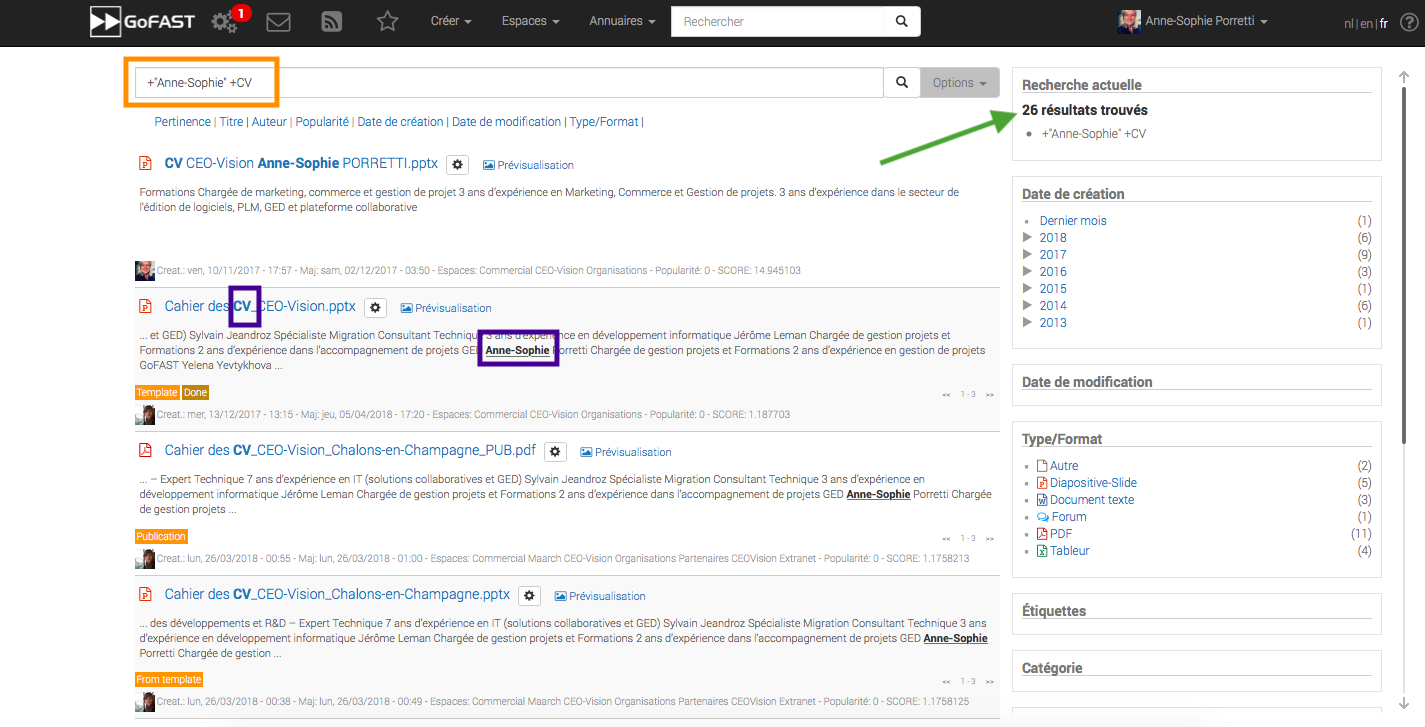 GoFAST
1
Créer
Espaces
Annuaires
Rechercher
Anne-Sophie Porretti
nl | en | fr
?
+"Anne-Sophie" +CV
Options
Pertinence | Titre | Auteur | Popularité | Date de création | Date de modification | Type/Format |
CV CEO-Vision Anne-Sophie PORRETTI.pptx
Prévisualisation
Formations Chargée de marketing, commerce et gestion de projet 3 ans d'expérience en Marketing, Commerce et Gestion de projets. 3 ans d'expérience dans le secteur de
l'édition de logiciels, PLM, GED et plateforme collaborative
Creat.: ven, 10/11/2017 - 17:57 - Maj: sam, 02/12/2017 - 03:50 - Espaces: Commercial CEO-Vision Organisations - Popularité: 0 - SCORE: 14.945103
Cahier des CV_CEO-Vision.pptx
Prévisualisation
... et GED) Sylvain Jeandroz Spécialiste Migration Consultant Technique 3 ans d'expérience en développement informatique Jérôme Leman Chargée de gestion projets et
Formations 2 ans d'expérience dans l'accompagnement de projets GED Anne-Sophie Porretti Chargée de gestion projets et Formations 2 ans d'expérience en gestion de projets
GoFAST Yelena Yevtykhova ...
Template Done
<< 1 - 3 >>
Creat.: mer, 13/12/2017 - 13:15 - Maj: jeu, 05/04/2018 - 17:20 - Espaces: Commercial CEO-Vision Organisations - Popularité: 0 - SCORE: 1.187703
Cahier des CV_CEO-Vision_Chalons-en-Champagne_PUB.pdf
Prévisualisation
... – Expert Technique 7 ans d'expérience en IT (solutions collaboratives et GED) Sylvain Jeandroz Spécialiste Migration Consultant Technique 3 ans d'expérience en
développement informatique Jérôme Leman Chargée de gestion projets et Formations 2 ans d'expérience dans l'accompagnement de projets GED Anne-Sophie Porretti Chargée
de gestion projets ...
Publication
<< 1 - 3 >>
Creat.: lun, 26/03/2018 - 00:55 - Maj: lun, 26/03/2018 - 01:00 - Espaces: Commercial Maarch CEO-Vision Organisations Partenaires CEOVision Extranet - Popularité: 0 - SCORE: 1.1758213
Cahier des CV_CEO-Vision_Chalons-en-Champagne.pptx
Prévisualisation
... des développements et R&D – Expert Technique 7 ans d'expérience en IT (solutions collaboratives et GED) Sylvain Jeandroz Spécialiste Migration Consultant Technique 3 ans
d'expérience en développement informatique Jérôme Leman Chargée de gestion projets et Formations 2 ans d'expérience dans l'accompagnement de projets GED Anne-Sophie
Porretti Chargée de gestion ...
From template
<< 1 - 3 >>
Creat.: lun, 26/03/2018 - 00:38 - Maj: lun, 26/03/2018 - 00:49 - Espaces: Commercial Maarch CEO-Vision Organisations Partenaires CEOVision Extranet - Popularité: 0 - SCORE: 1.1758125
Recherche actuelle
26 résultats trouvés
+"Anne-Sophie" +CV
Date de création
Dernier mois (1)
2018 (6)
2017 (9)
2016 (3)
2015 (1)
2014 (6)
2013 (1)
Date de modification
Type/Format
Autre (2)
Diapositive-Slide (5)
Document texte (3)
Forum (1)
PDF (11)
Tableur (4)
Étiquettes
Catégorie